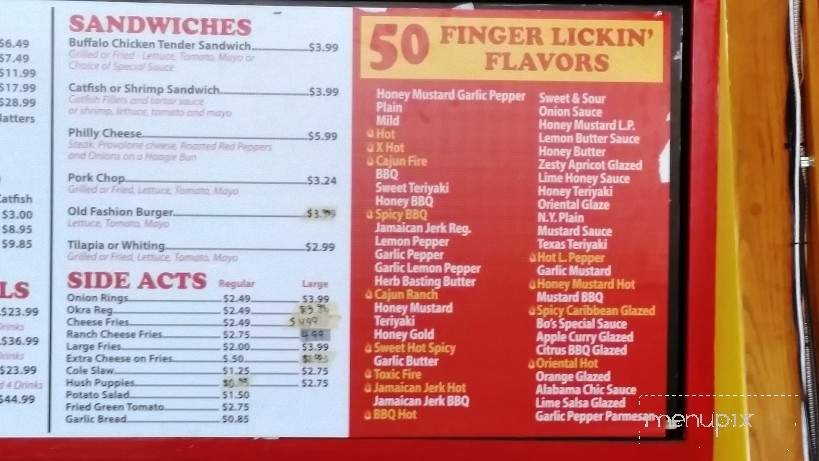 $6.49
$7.49
$11.99
$17.99
$28.99
latters
Catfish
$3.00
$8.95
$9.85
LS
$23.99
Drinks
$36.99
Drinks
$23.99
d 4 Drinks
$44.99
SANDWICHES
Buffalo Chicken Tender Sandwich $3.99
Grilled or Fried - Lettuce, Tomato, Mayo or
Choice of Special Sauce
Catfish or Shrimp Sandwich $3.99
Catfish Fillets and tartar sauce
or shrimp, lettuce, tomato and mayo
Philly Cheese $5.99
Steak, Provolone cheese, Roasted Red Peppers
and Onions on a Hoagie Bun
Pork Chop $3.24
Grilled or Fried, Lettuce, Tomato, Mayo
Old Fashion Burger
Lettuce, Tomato, Mayo
Tilapia or Whiting $2.99
Grilled or Fried, Lettuce, Tomato, Mayo
SIDE ACTS Regular Large
Onion Rings $2.49 $3.99
Okra Reg. $2.49
Cheese Fries $2.49
Ranch Cheese Fries $2.75 4.99
Large Fries $2.00 $3.99
Extra Cheese on Fries $.50
Cole Slaw $1.25 $2.75
Hush Puppies $2.75
Potato Salad $1.50
Fried Green Tomato $2.75
Garlic Bread $0.85
50 FINGER LICKIN'
FLAVORS
Honey Mustard Garlic Pepper
Plain
Mild
Hot
X Hot
Cajun Fire
BBQ
Sweet Teriyaki
Honey BBQ
Spicy BBQ
Jamaican Jerk Reg.
Lemon Pepper
Garlic Pepper
Garlic Lemon Pepper
Herb Basting Butter
Cajun Ranch
Honey Mustard
Teriyaki
Honey Gold
Sweet Hot Spicy
Garlic Butter
Toxic Fire
Jamaican Jerk Hot
Jamaican Jerk BBQ
BBQ Hot
Sweet & Sour
Onion Sauce
Honey Mustard L.P.
Lemon Butter Sauce
Honey Butter
Zesty Apricot Glazed
Lime Honey Sauce
Honey Teriyaki
Oriental Glaze
N.Y. Plain
Mustard Sauce
Texas Teriyaki
Hot L. Pepper
Garlic Mustard
Honey Mustard Hot
Mustard BBQ
Spicy Caribbean Glazed
Bo's Special Sauce
Apple Curry Glazed
Citrus BBQ Glazed
Oriental Hot
Orange Glazed
Alabama Chic Sauce
Lime Salsa Glazed
Garlic Pepper Parmesan
menupix